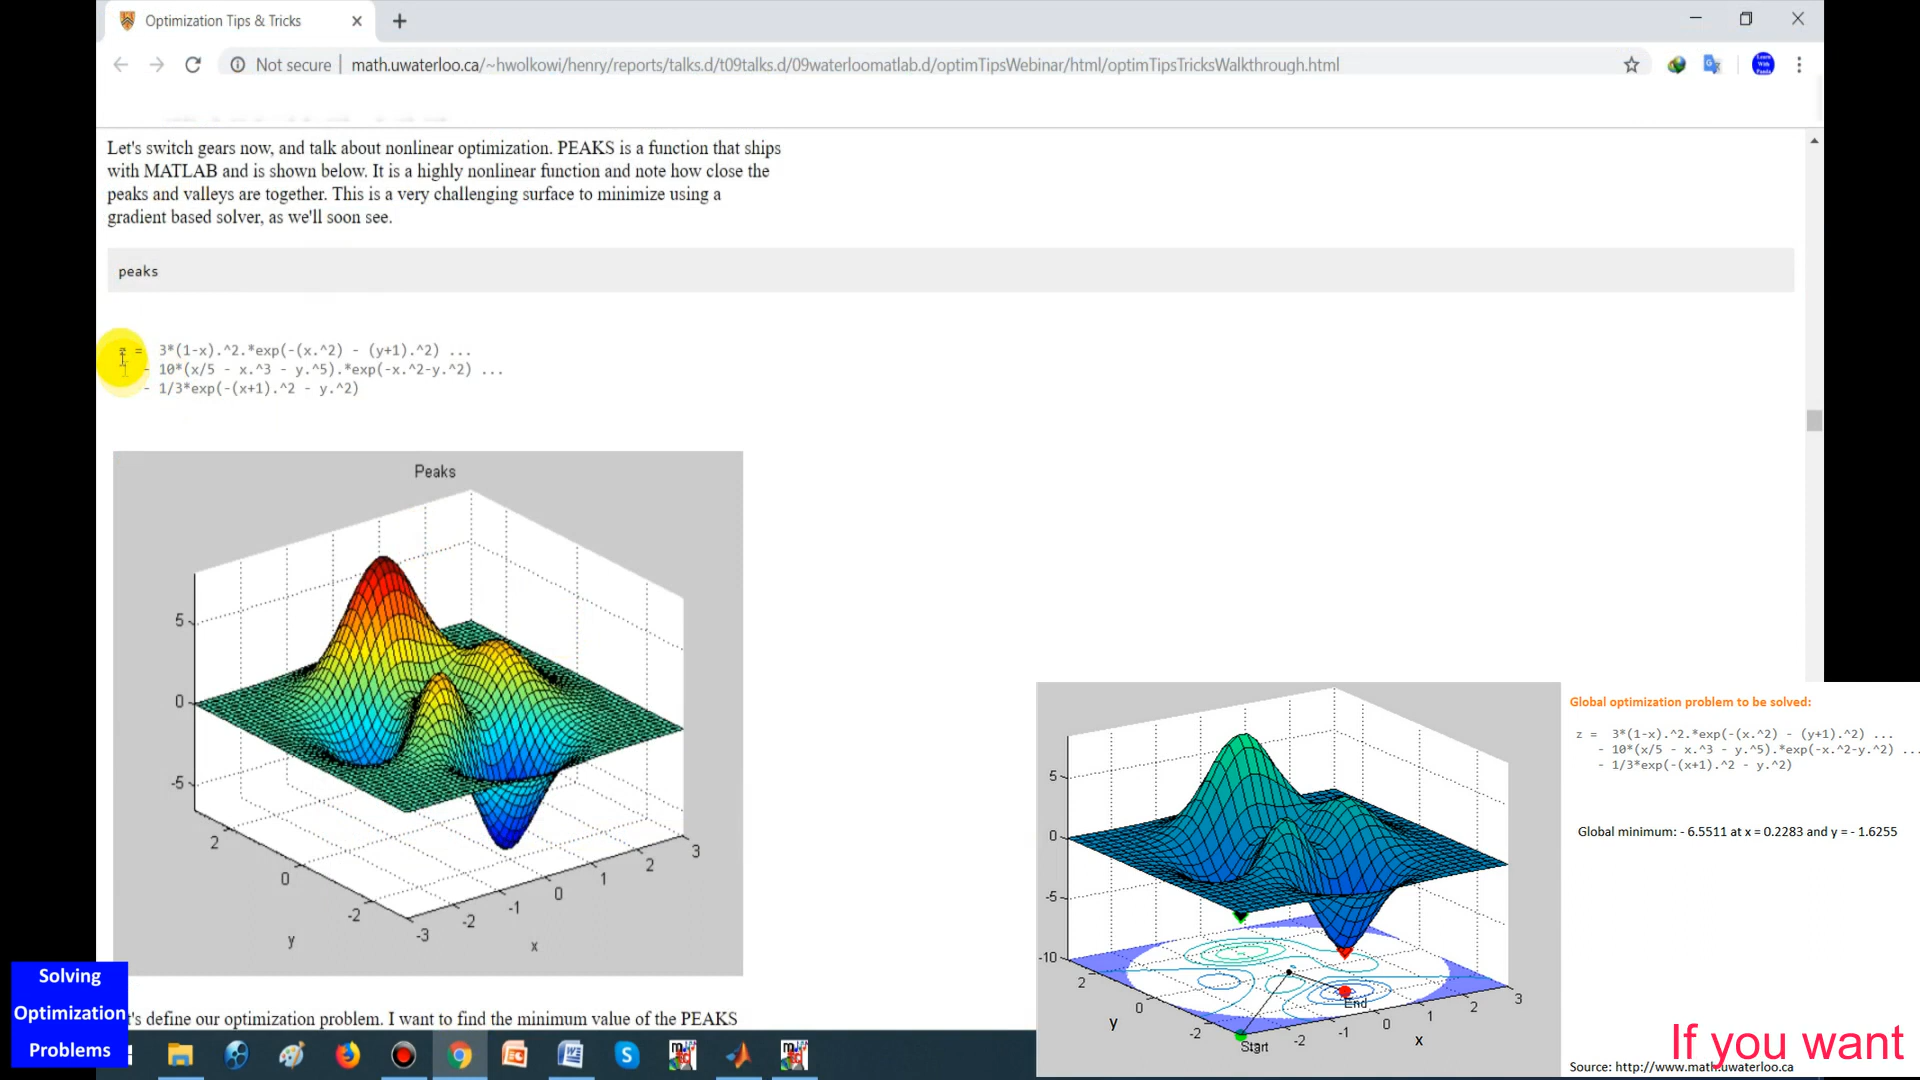 Optimization Tips & Tricks
Not secure
math.uwaterloo.ca/~hwolkowi/henry/reports/talks.d/t09talks.d/09waterloomatlab.d/optimTipsWebinar/html/optimTipsTricksWalkthrough.html
Let's switch gears now, and talk about nonlinear optimization. PEAKS is a function that ships
with MATLAB and is shown below. It is a highly nonlinear function and note how close the
peaks and valleys are together. This is a very challenging surface to minimize using a
gradient based solver, as we'll soon see.
peaks
z = 3*(1-x).^2.*exp(-(x.^2) - (y+1).^2) ...
- 10*(x/5 - x.^3 - y.^5).*exp(-x.^2-y.^2) ...
- 1/3*exp(-(x+1).^2 - y.^2)
Peaks
5
0
-5
2
0
-2
y
-3
-2
-1
0
1
2
3
x
's define our optimization problem. I want to find the minimum value of the PEAKS
Solving
Optimization
Problems
5
0
-5
-10
2
0
-2
y
Start
End
-2
-1
0
1
2
3
x
Global optimization problem to be solved:
z = 3*(1-x).^2.*exp(-(x.^2) - (y+1).^2) ...
- 10*(x/5 - x.^3 - y.^5).*exp(-x.^2-y.^2) ...
- 1/3*exp(-(x+1).^2 - y.^2)
Global minimum: - 6.5511 at x = 0.2283 and y = - 1.6255
If you want
Source: http://www.math.uwaterloo.ca